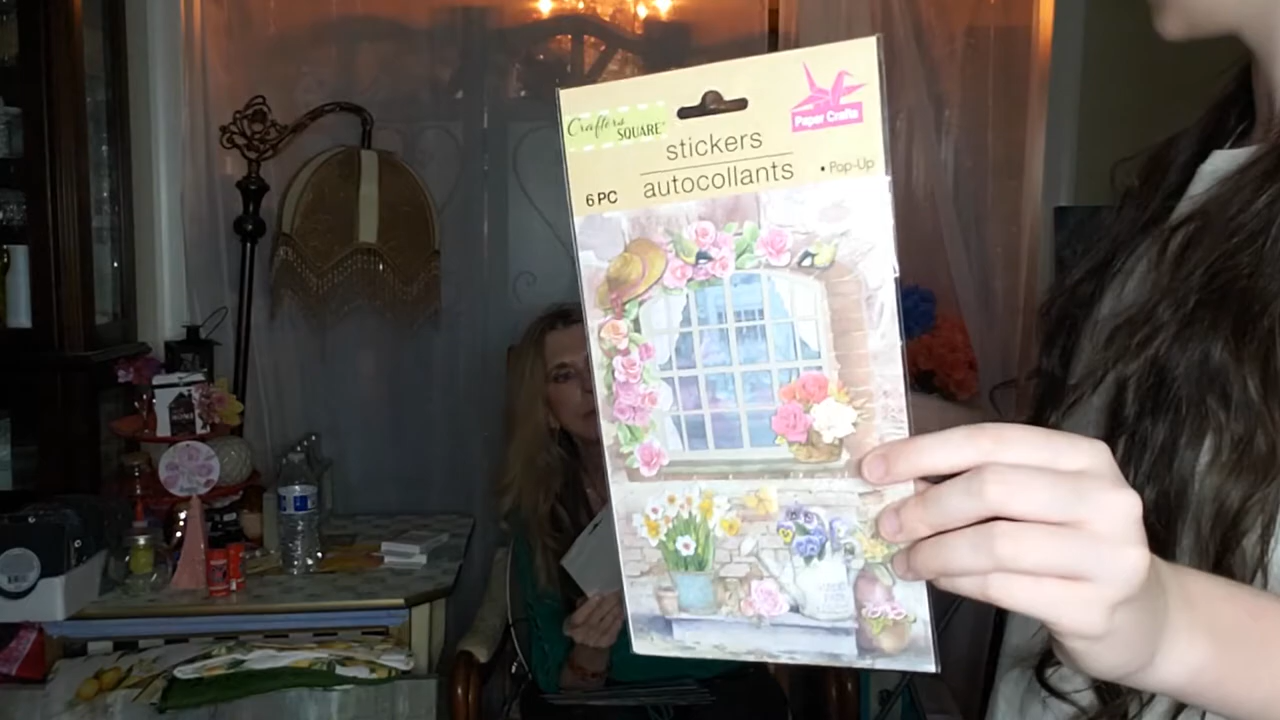 Crafters
SQUARE
Paper Crafts
stickers
autocollants
• Pop-Up
6 PC